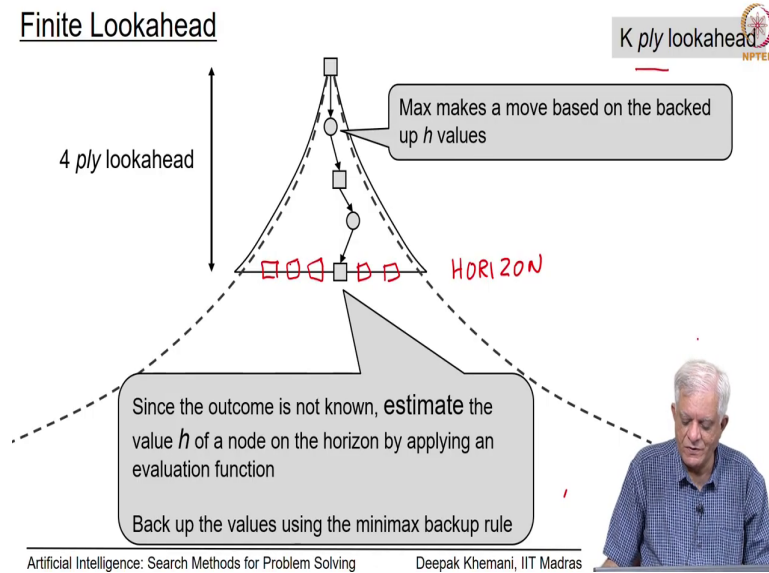 Finite Lookahead
K ply lookahead
NPTEL
Max makes a move based on the backed
up h values
4 ply lookahead
HORIZON
Since the outcome is not known, estimate the
value h of a node on the horizon by applying an
evaluation function
Back up the values using the minimax backup rule
Artificial Intelligence: Search Methods for Problem Solving
Deepak Khemani, IIT Madras